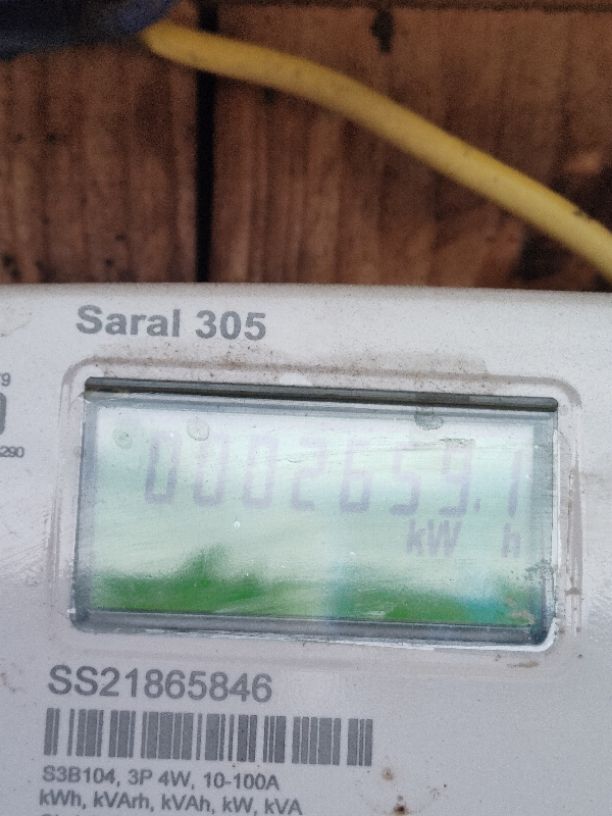 Saral 305
0002659.1
kW h
SS21865846
S3B104, 3P 4W, 10-100A
kWh, kVArh, kVAh, kW, kVA